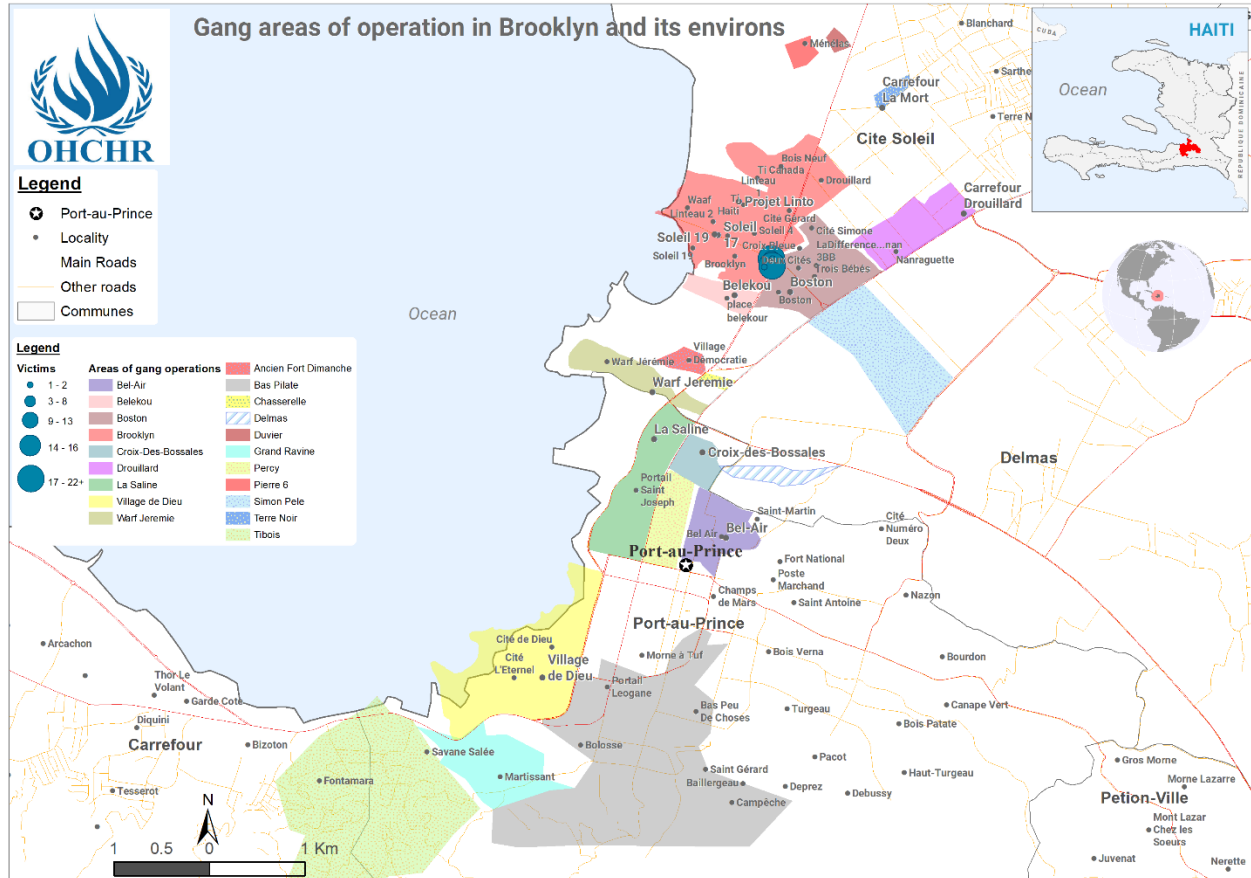 Gang areas of operation in Brooklyn and its environs
OHCHR
Legend
Port-au-Prince
Locality
Main Roads
Other roads
Communes
Legend
Victims
1 - 2
3 - 8
9 - 13
14 - 16
17 - 22+
Areas of gang operations
Bel-Air
Belekou
Boston
Brooklyn
Croix-Des-Bossales
Drouillard
La Saline
Village de Dieu
Warf Jeremie
Ancien Fort Dimanche
Bas Pilate
Chasserelle
Delmas
Duvier
Grand Ravine
Percy
Pierre 6
Simon Pele
Terre Noir
Tibois
HAITI
CUBA
Ocean
RÉPUBLIQUE DOMINICAINE
Blanchard
Ménélas
Sarthe
Carrefour
La Mort
Terre N
Cite Soleil
Bois Neuf
Ti Canada
Linteau
1
Drouillard
Carrefour
Drouillard
Waaf
Ti
Haiti
Projet Linto
Linteau 2
Cité Gérard
Cité Simone
Soleil 19
Soleil
17
Soleil 4
Croix Bleue
LaDifference...nan
3BB
Soleil 19
Brooklyn
Deux Cités
Trois Bébés
Nanraguette
Belekou
Boston
place
belekour
Boston
Ocean
Warf Jérémie
Village
Démocratie
Warf Jeremie
La Saline
Croix-des-Bossales
Delmas
Portail
Saint
Joseph
Saint-Martin
Bel Air
Bel-Air
Cité
Numéro
Deux
Port-au-Prince
Fort National
Poste
Marchand
Champs
de Mars
Saint Antoine
Nazon
Port-au-Prince
Arcachon
Cité de Dieu
Cité
L'Eternel
Village
de Dieu
Morne à Tuf
Bois Verna
Bourdon
Thor Le
Volant
Garde Cote
Portail
Leogane
Bas Peu
De Choses
Turgeau
Canape Vert
Bois Patate
Diquini
Carrefour
Bizoton
Savane Salée
Bolosse
Pacot
Gros Morne
Fontamara
Martissant
Saint Gérard
Baillergeau
Haut-Turgeau
Morne Lazarre
Tesserot
Deprez
Debussy
Petion-Ville
Campêche
Mont Lazar
Chez les
Soeurs
Juvenat
Nerette
N
1 0.5 0 1 Km